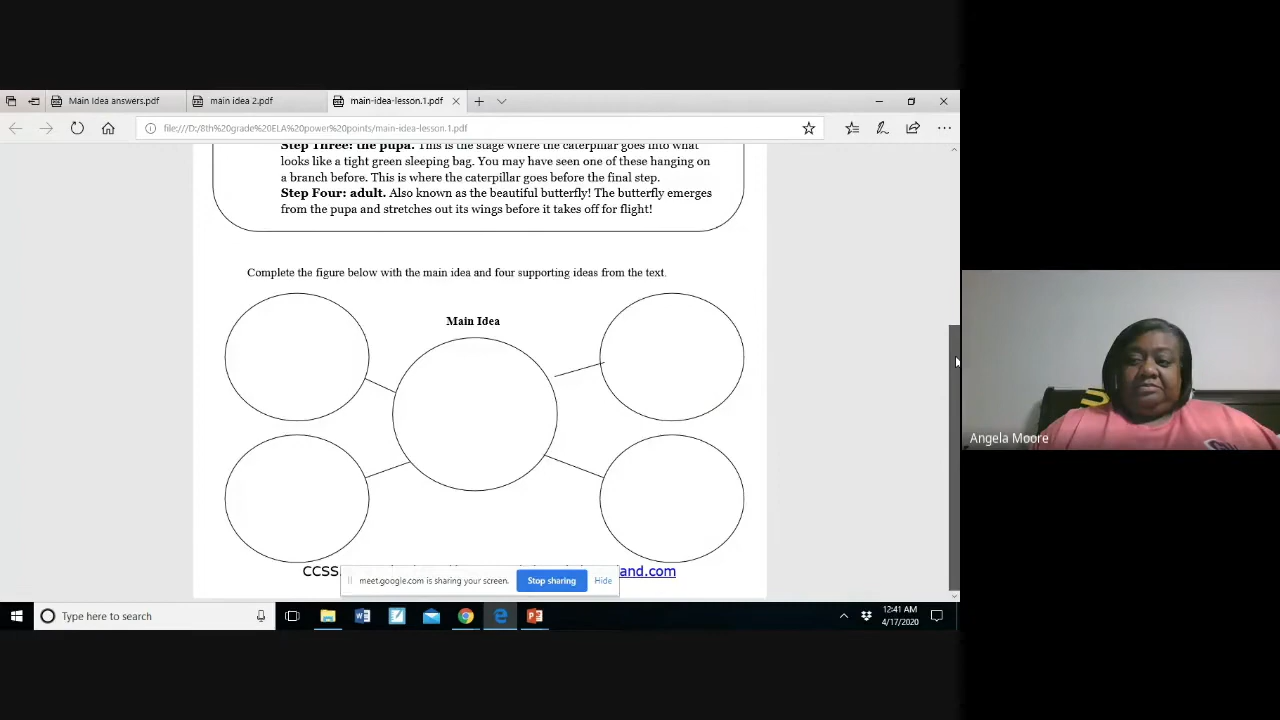 Main Idea answers.pdf
main idea 2.pdf
main-idea-lesson.1.pdf
file:///D:/8th%20grade%20ELA%20power%20points/main-idea-lesson.1.pdf
Step Three: the pupa. This is the stage where the caterpillar goes into what
looks like a tight green sleeping bag. You may have seen one of these hanging on
a branch before. This is where the caterpillar goes before the final step.
Step Four: adult. Also known as the beautiful butterfly! The butterfly emerges
from the pupa and stretches out its wings before it takes off for flight!
Complete the figure below with the main idea and four supporting ideas from the text.
Main Idea
CCSS
and.com
meet.google.com is sharing your screen.
Stop sharing
Hide
Type here to search
12:41 AM
4/17/2020
Angela Moore